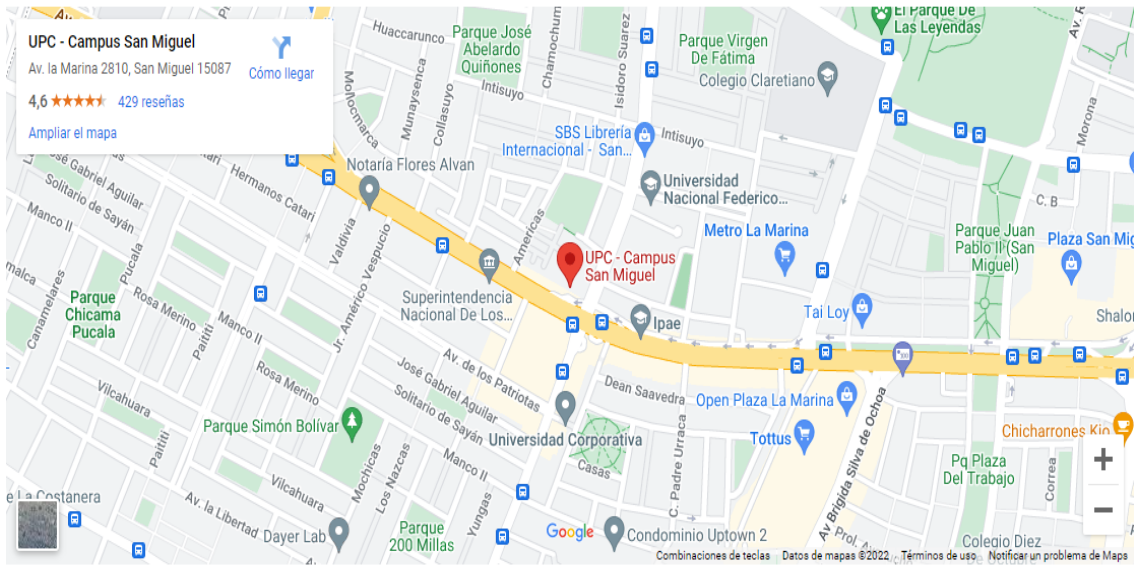 UPC - Campus San Miguel
Av. la Marina 2810, San Miguel 15087
4,6
429 reseñas
Ampliar el mapa
Cómo llegar
Huaccarunco
Parque José
Abelardo
Quiñones
Chamochum
Isidoro Suarez
Parque Virgen
De Fátima
Colegio Claretiano
El Parque De
Las Leyendas
Moñocmarca
Munaysenca
Collasuyo
Intisuyo
SBS Librería
Internacional - San...
Intisuyo
Morona
José Gabriel Aguilar
Solitario de Sayán
Manco II
Hermanos Catari
Notaría Flores Alvan
Universidad
Nacional Federico...
C. B
Valdivia
Pucala
Americas
Metro La Marina
Parque Juan
Pablo II (San
Miguel)
Plaza San Mig
UPC - Campus
San Miguel
Canamelares
Parque
Chicama
Pucala
Rosa Merino
Paititi
Manco II
Jr. Américo Vespucio
Superintendencia
Nacional De Los...
Ipae
Tai Loy
Shalon
Vilcahuara
Rosa Merino
Av. de los Patriotas
José Gabriel Aguilar
Solitario de Sayán
Dean Saavedra
Open Plaza La Marina
Parque Simón Bolívar
Universidad Corporativa
Tottus
Chicharrones Kio
Paititi
Mochicas
Los Nazcas
Manco II
Casas
C. Padre Urraca
Av Brigida Silva de Ochoa
Pq Plaza
Del Trabajo
Correa
Vilcahuara
Av. la Libertad
Yungas
e La Costanera
Dayer Lab
Parque
200 Millas
Google
Condominio Uptown 2
Colegio Diez
De Octubre
Combinaciones de teclas
Datos de mapas ©2022
Términos de uso
Notificar un problema de Maps